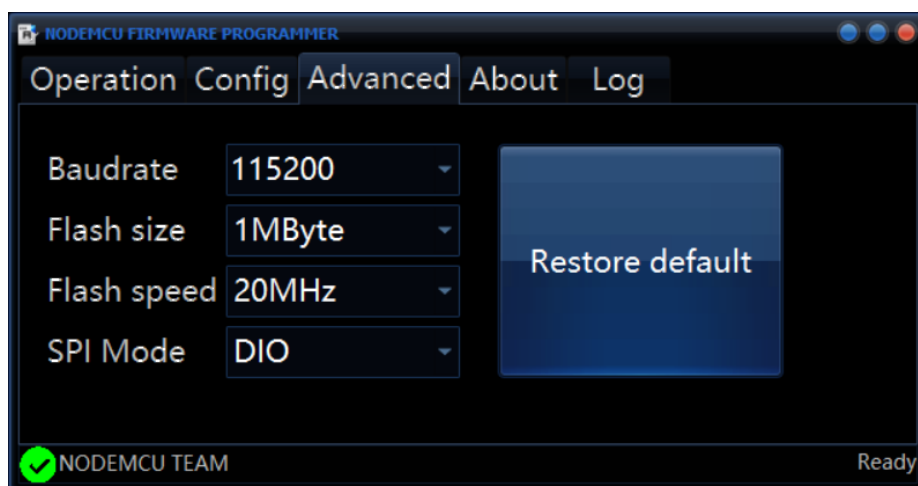 NODEMCU FIRMWARE PROGRAMMER
Operation Config Advanced About Log
Baudrate 115200
Flash size 1MByte
Restore default
Flash speed 20MHz
SPI Mode DIO
NODEMCU TEAM Ready